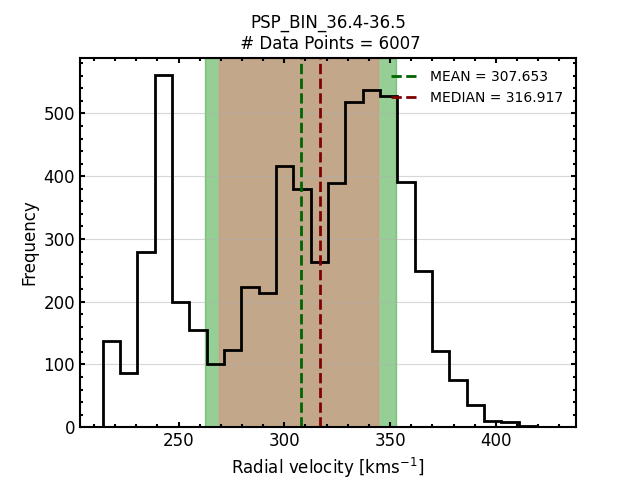 PSP_BIN_36.4-36.5
# Data Points = 6007
MEAN = 307.653
MEDIAN = 316.917
500
400
300
200
100
0
Frequency
250 300 350 400
Radial velocity [kms⁻¹]